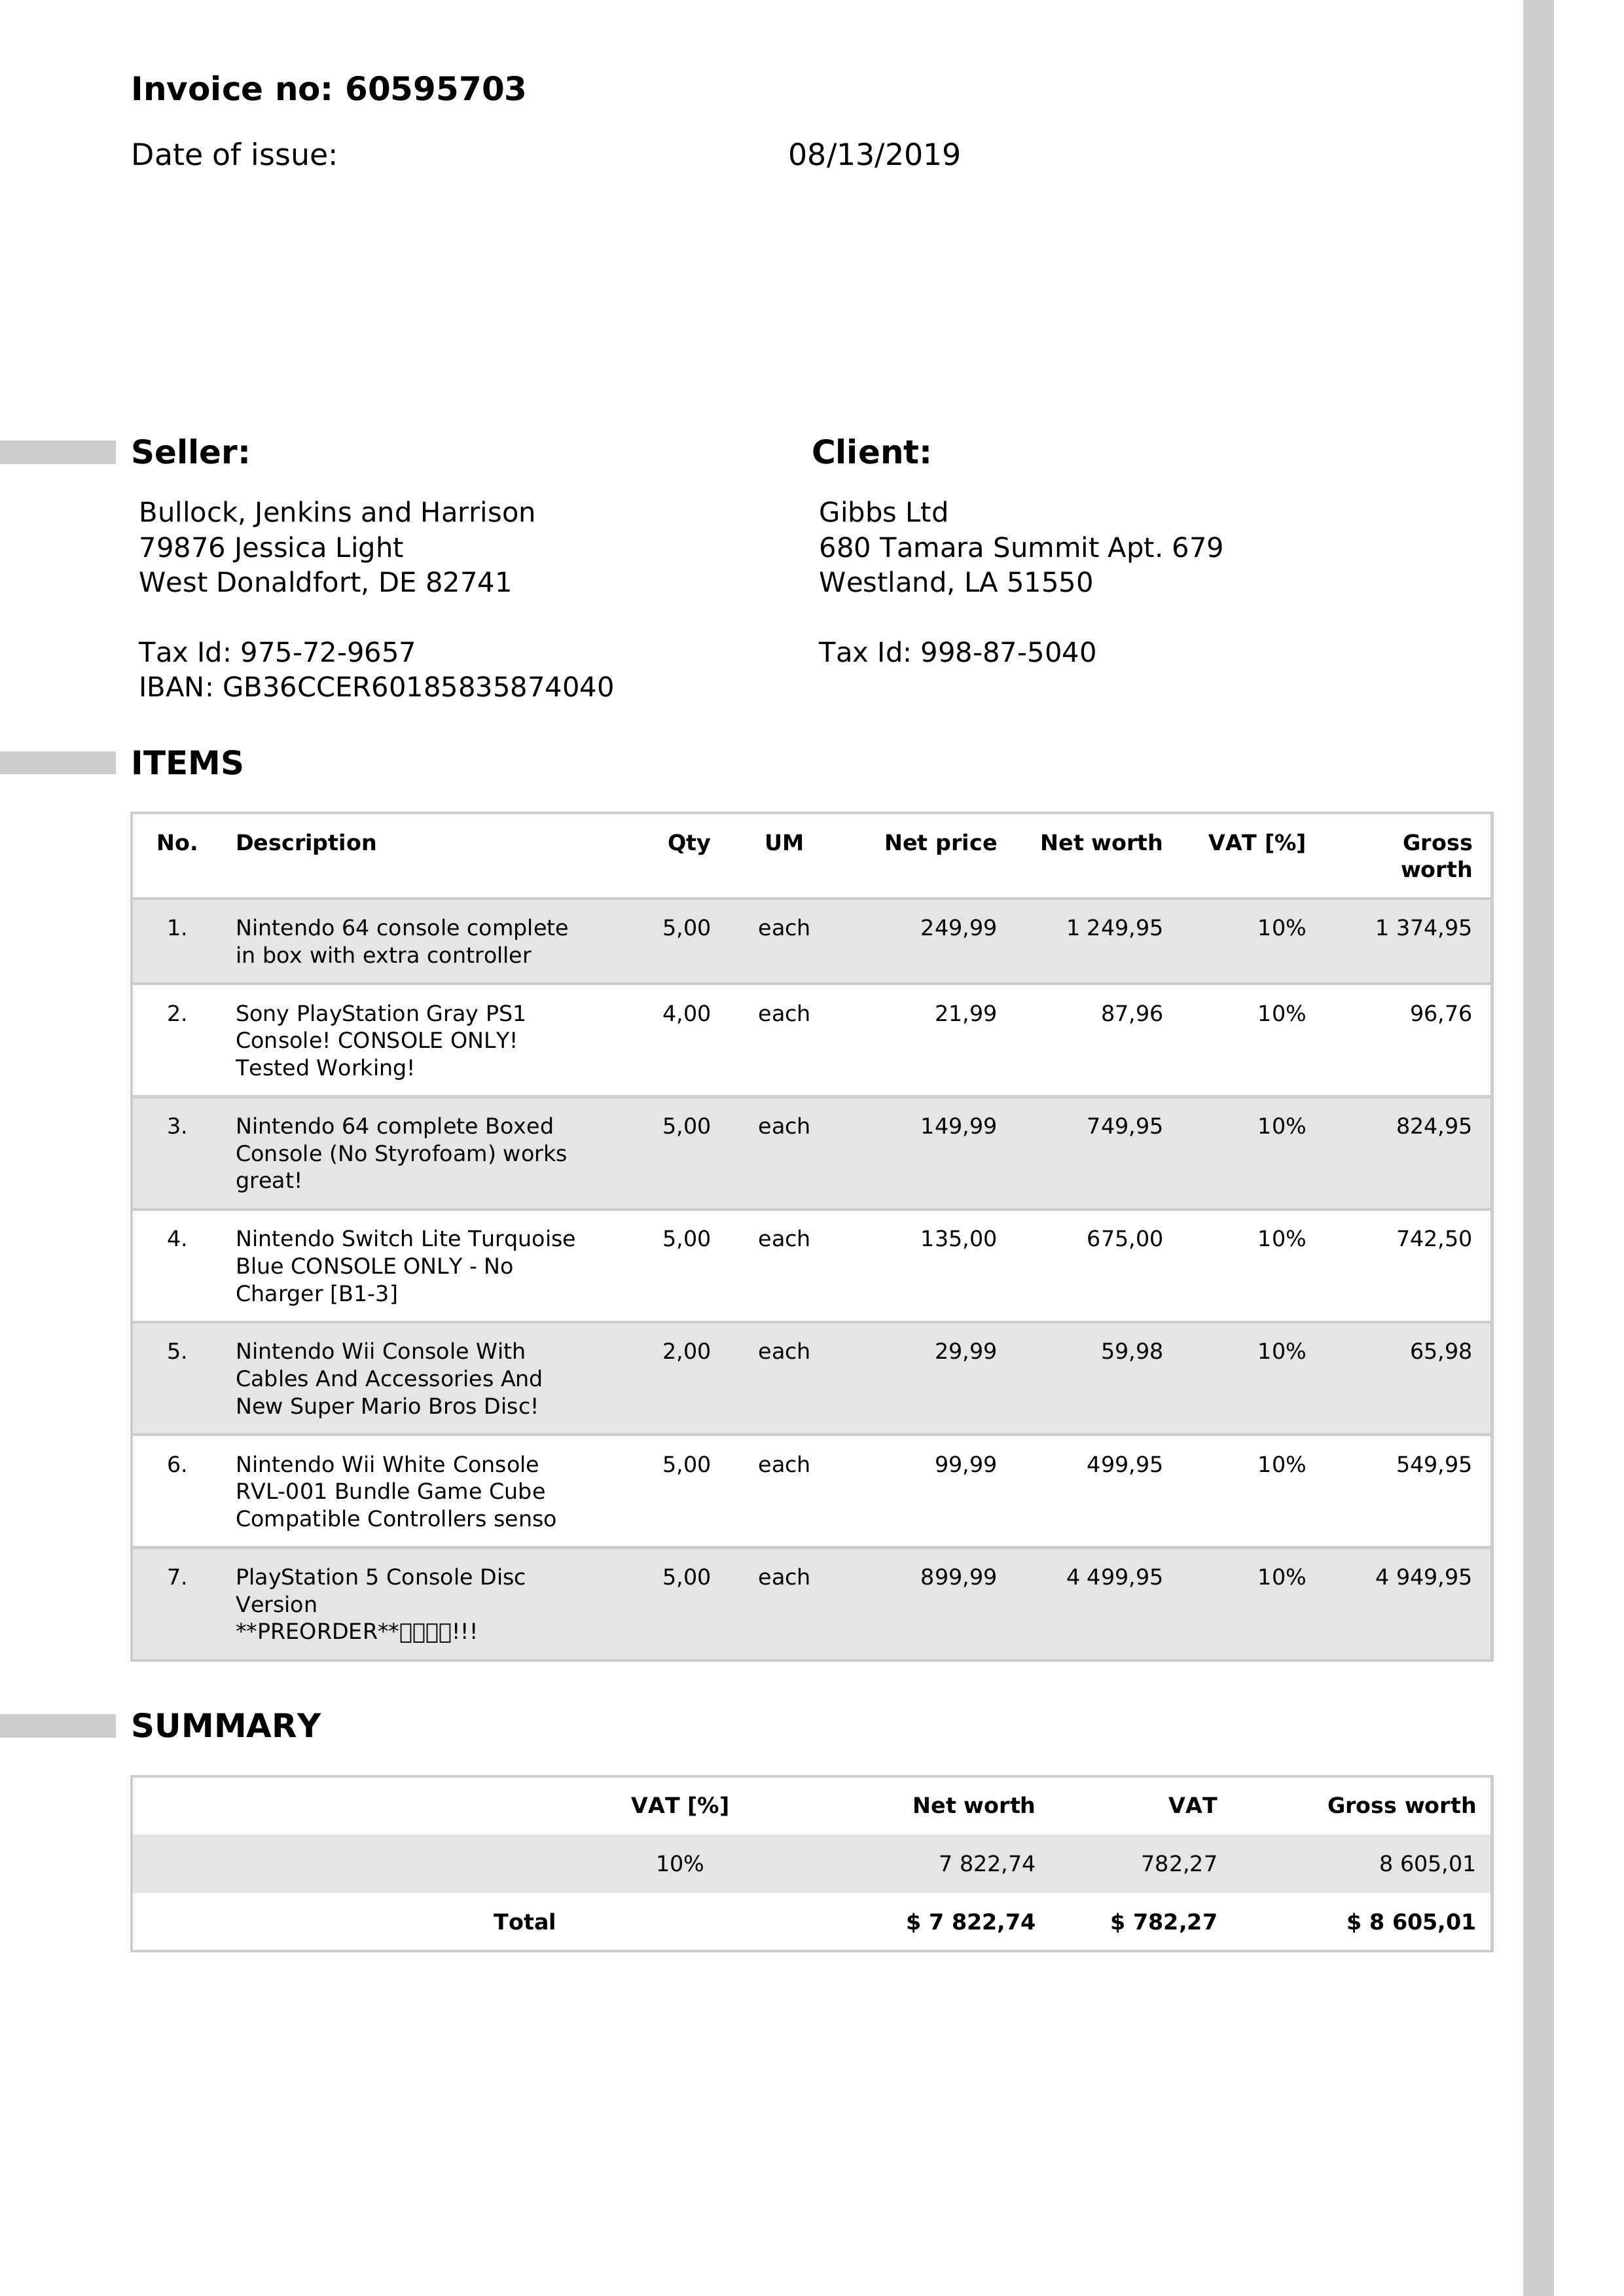 Invoice no: 60595703
Date of issue: 08/13/2019
Seller:
Bullock, Jenkins and Harrison
79876 Jessica Light
West Donaldfort, DE 82741
Tax Id: 975-72-9657
IBAN: GB36CCER60185835874040
Client:
Gibbs Ltd
680 Tamara Summit Apt. 679
Westland, LA 51550
Tax Id: 998-87-5040
ITEMS
No. Description Qty UM Net price Net worth VAT [%] Gross
worth
1. Nintendo 64 console complete 5,00 each 249,99 1 249,95 10% 1 374,95
in box with extra controller
2. Sony PlayStation Gray PS1 4,00 each 21,99 87,96 10% 96,76
Console! CONSOLE ONLY!
Tested Working!
3. Nintendo 64 complete Boxed 5,00 each 149,99 749,95 10% 824,95
Console (No Styrofoam) works
great!
4. Nintendo Switch Lite Turquoise 5,00 each 135,00 675,00 10% 742,50
Blue CONSOLE ONLY - No
Charger [B1-3]
5. Nintendo Wii Console With 2,00 each 29,99 59,98 10% 65,98
Cables And Accessories And
New Super Mario Bros Disc!
6. Nintendo Wii White Console 5,00 each 99,99 499,95 10% 549,95
RVL-001 Bundle Game Cube
Compatible Controllers senso
7. PlayStation 5 Console Disc 5,00 each 899,99 4 499,95 10% 4 949,95
Version
**PREORDER**▯▯▯▯!!!
SUMMARY
VAT [%] Net worth VAT Gross worth
10% 7 822,74 782,27 8 605,01
Total $ 7 822,74 $ 782,27 $ 8 605,01